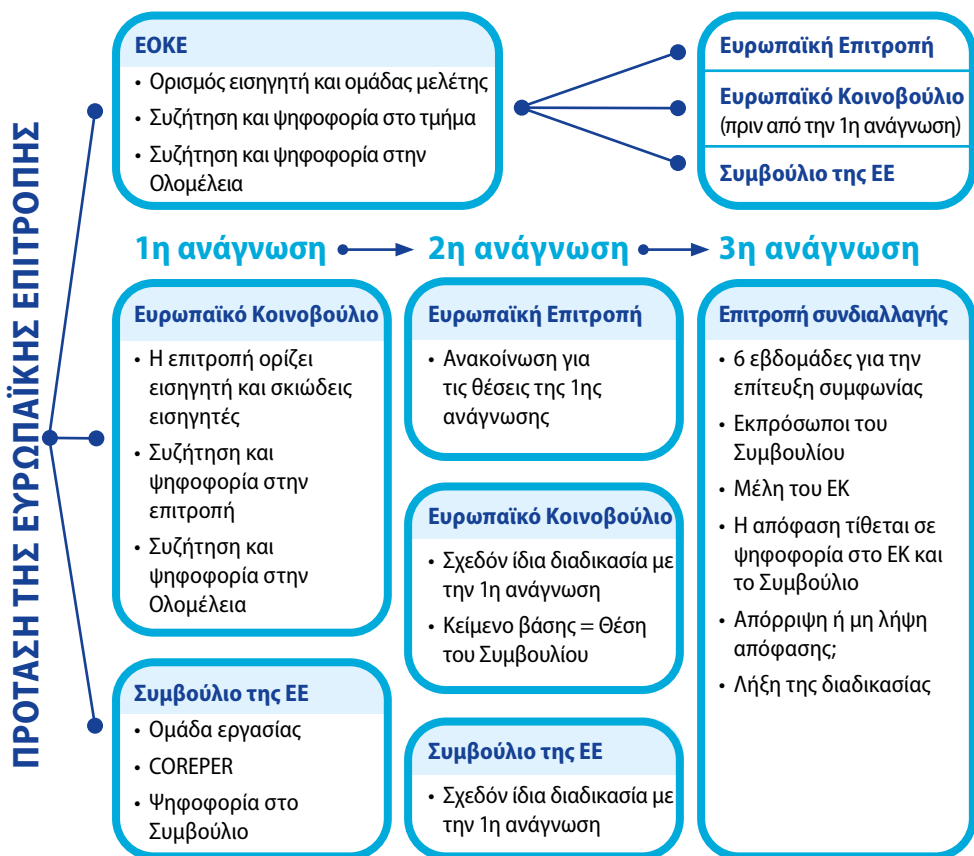 ΠΡΟΤΑΣΗ ΤΗΣ ΕΥΡΩΠΑΪΚΗΣ ΕΠΙΤΡΟΠΗΣ
ΕΟΚΕ
• Ορισμός εισηγητή και ομάδας μελέτης
• Συζήτηση και ψηφοφορία στο τμήμα
• Συζήτηση και ψηφοφορία στην
Ολομέλεια
Ευρωπαϊκή Επιτροπή
Ευρωπαϊκό Κοινοβούλιο
(πριν από την 1η ανάγνωση)
Συμβούλιο της ΕΕ
1η ανάγνωση
2η ανάγνωση
3η ανάγνωση
Ευρωπαϊκό Κοινοβούλιο
• Η επιτροπή ορίζει
εισηγητή και σκιώδεις
εισηγητές
• Συζήτηση και
ψηφοφορία στην
επιτροπή
• Συζήτηση και
ψηφοφορία στην
Ολομέλεια
Συμβούλιο της ΕΕ
• Ομάδα εργασίας
• COREPER
• Ψηφοφορία στο
Συμβούλιο
Ευρωπαϊκή Επιτροπή
• Ανακοίνωση για
τις θέσεις της 1ης
ανάγνωσης
Ευρωπαϊκό Κοινοβούλιο
• Σχεδόν ίδια διαδικασία με
την 1η ανάγνωση
• Κείμενο βάσης = Θέση
του Συμβουλίου
Συμβούλιο της ΕΕ
• Σχεδόν ίδια διαδικασία με
την 1η ανάγνωση
Επιτροπή συνδιαλλαγής
• 6 εβδομάδες για την
επίτευξη συμφωνίας
• Εκπρόσωποι του
Συμβουλίου
• Μέλη του ΕΚ
• Η απόφαση τίθεται σε
ψηφοφορία στο ΕΚ και
το Συμβούλιο
• Απόρριψη ή μη λήψη
απόφασης;
• Λήξη της διαδικασίας